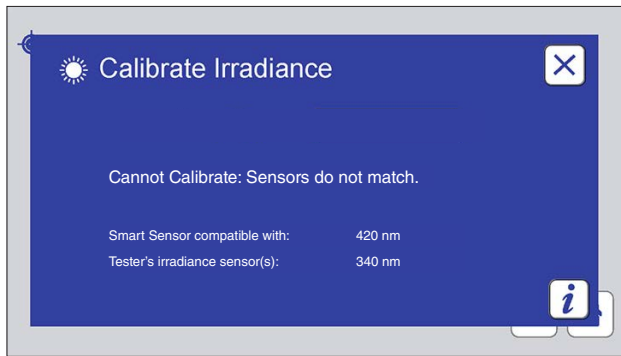 Calibrate Irradiance
Cannot Calibrate: Sensors do not match.
Smart Sensor compatible with: 420 nm
Tester's irradiance sensor(s): 340 nm
i